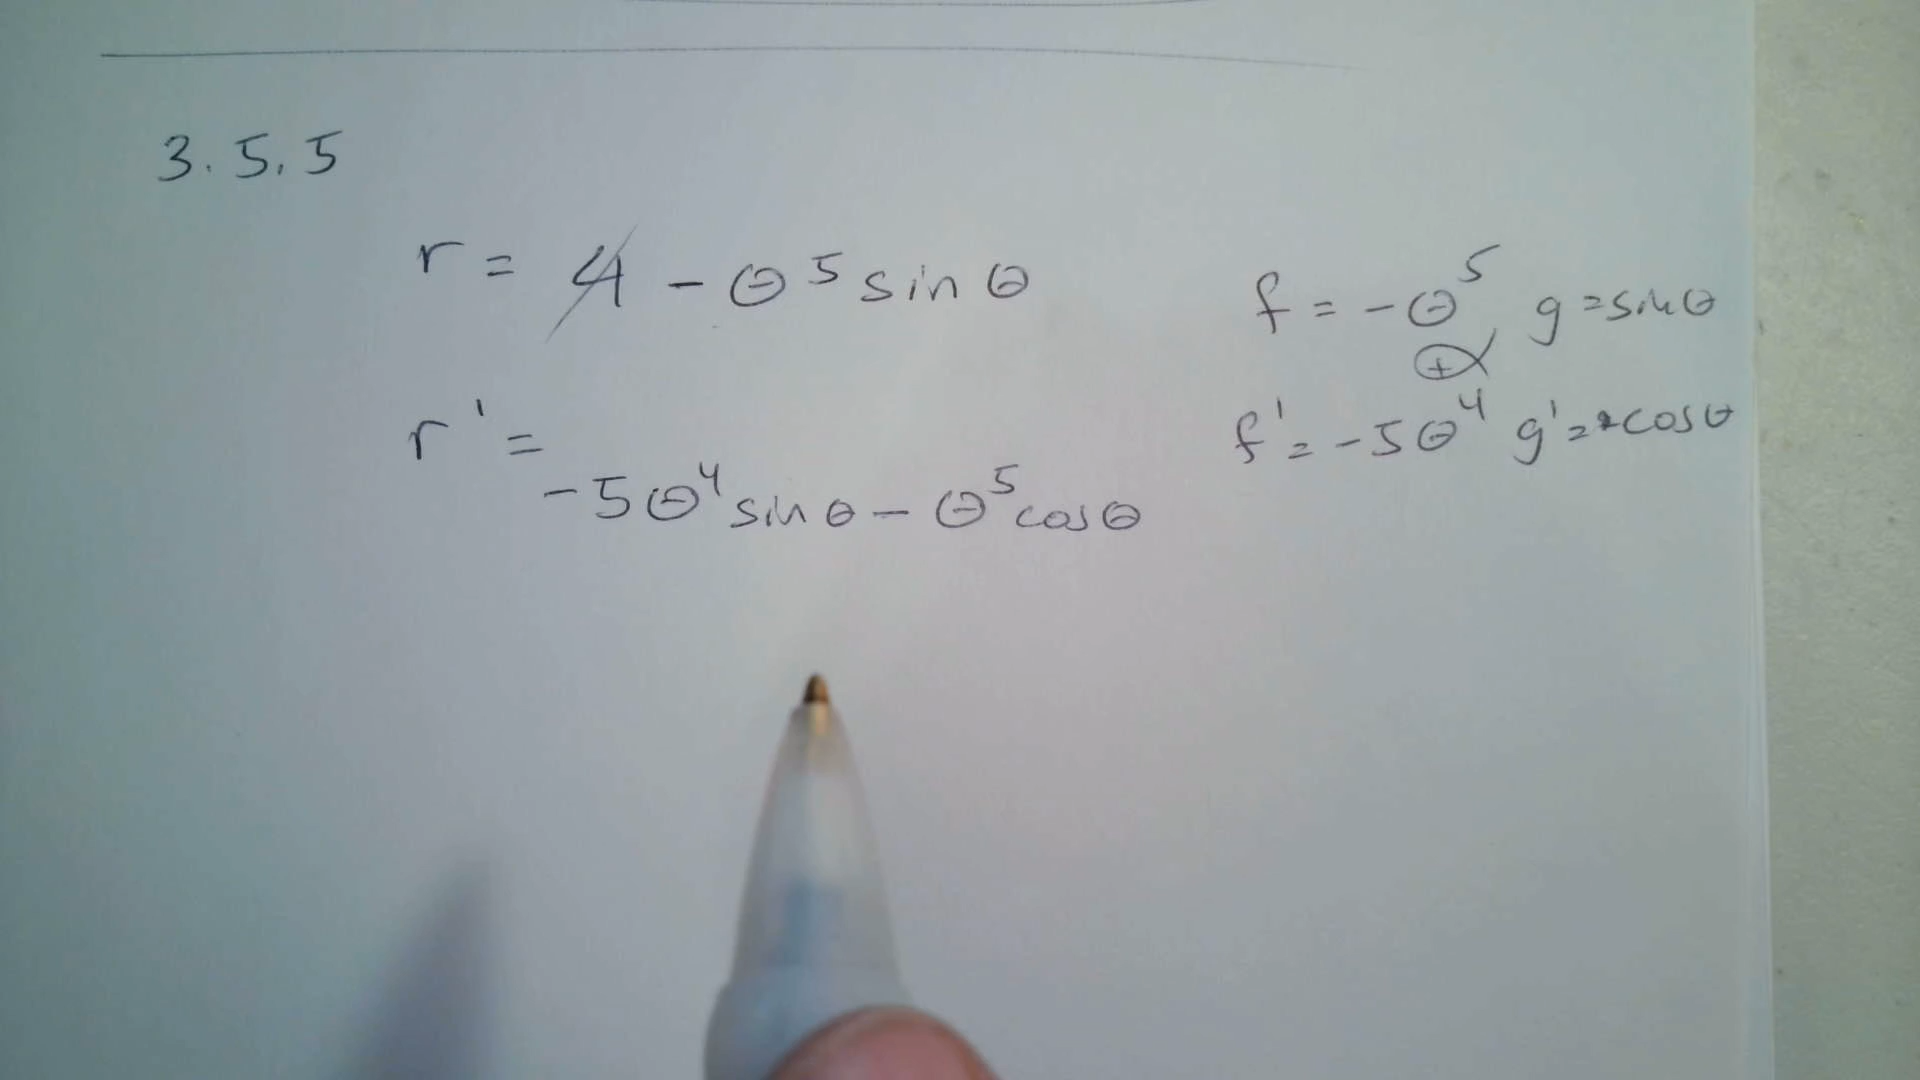 3.5.5
r = 4 - θ⁵ sin θ
f = -θ⁵ g = sin θ
+
r' =
f' = -5θ⁴ g' = cos θ
-5θ⁴ sin θ - θ⁵ cos θ